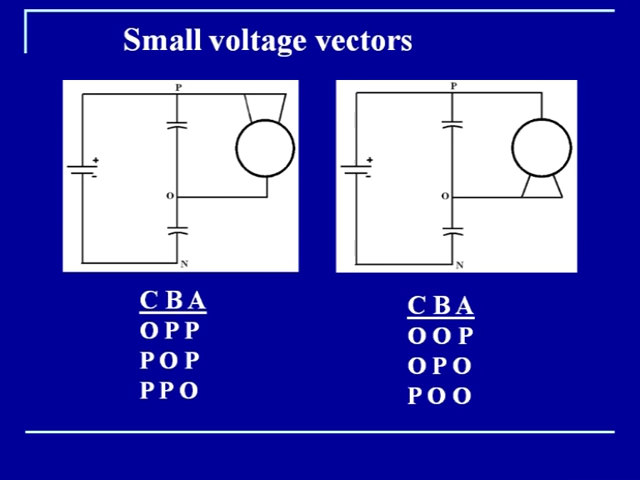 Small voltage vectors
P
+
-
O
N
P
+
-
O
N
C B A
O P P
P O P
P P O
C B A
O O P
O P O
P O O